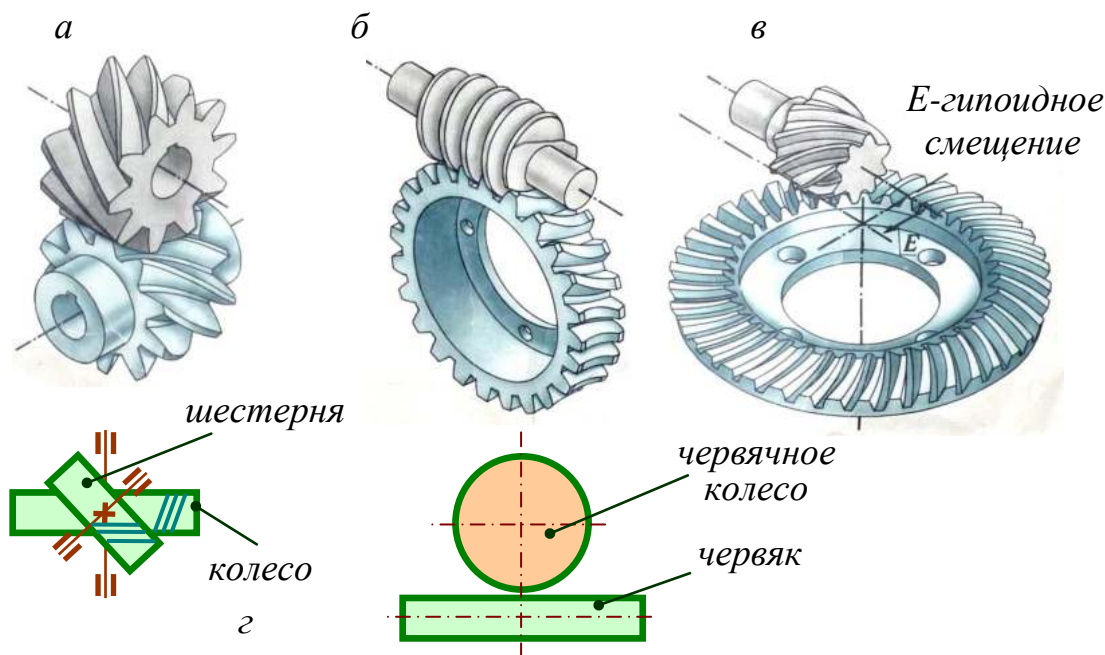 а
б
в
E-гипоидное
смещение
E
шестерня
колесо
г
червячное
колесо
червяк